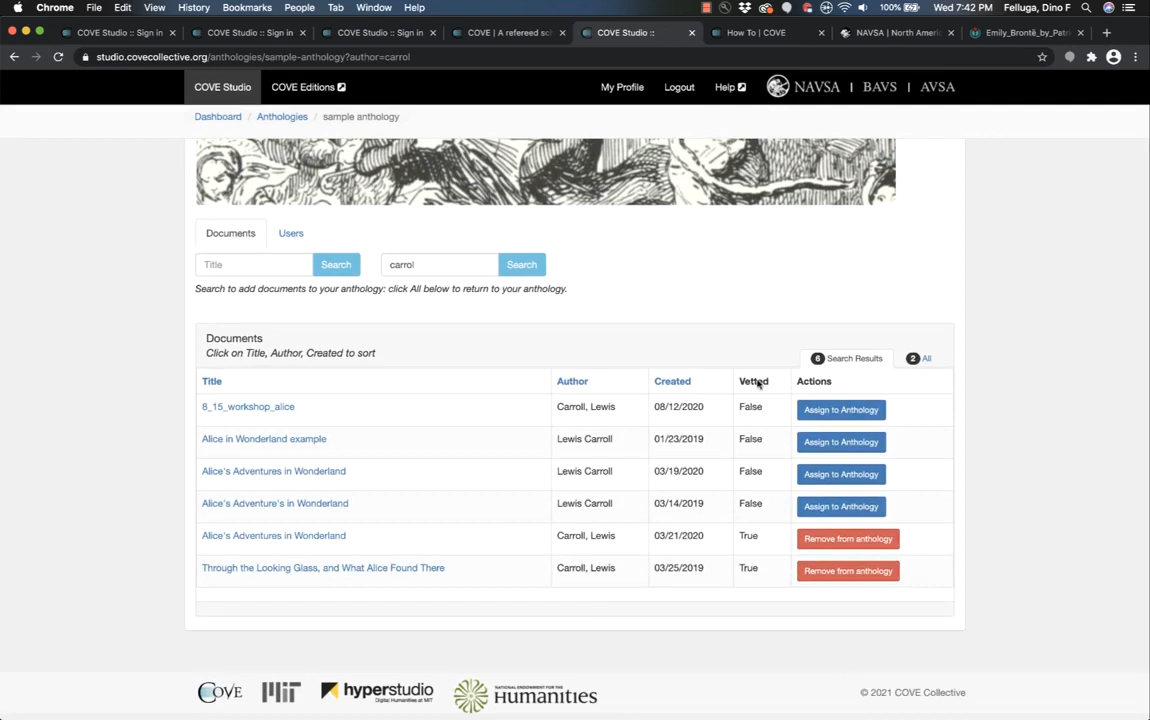 Chrome File Edit View History Bookmarks People Tab Window Help 100% Wed 7:42 PM Felluga, Dino F
COVE Studio :: Sign in COVE Studio :: Sign in COVE Studio :: Sign in COVE | A refereed sch COVE Studio :: How To | COVE NAVSA | North Americ Emily_Brontë_by_Patri
studio.covecollective.org/anthologies/sample-anthology?author=carrol
COVE Studio COVE Editions My Profile Logout Help NAVSA | BAVS | AVSA
Dashboard / Anthologies / sample anthology
Documents Users
Title Search carrol Search
Search to add documents to your anthology: click All below to return to your anthology.
Documents
Click on Title, Author, Created to sort
6 Search Results 2 All
Title Author Created Vetted Actions
8_15_workshop_alice Carroll, Lewis 08/12/2020 False Assign to Anthology
Alice in Wonderland example Lewis Carroll 01/23/2019 False Assign to Anthology
Alice's Adventures in Wonderland Lewis Carroll 03/19/2020 False Assign to Anthology
Alice's Adventure's in Wonderland Lewis Carroll 03/14/2019 False Assign to Anthology
Alice's Adventures in Wonderland Carroll, Lewis 03/21/2020 True Remove from anthology
Through the Looking Glass, and What Alice Found There Carroll, Lewis 03/25/2019 True Remove from anthology
COVE MIT hyperstudio Digital Humanities at MIT NATIONAL ENDOWMENT FOR THE Humanities © 2021 COVE Collective